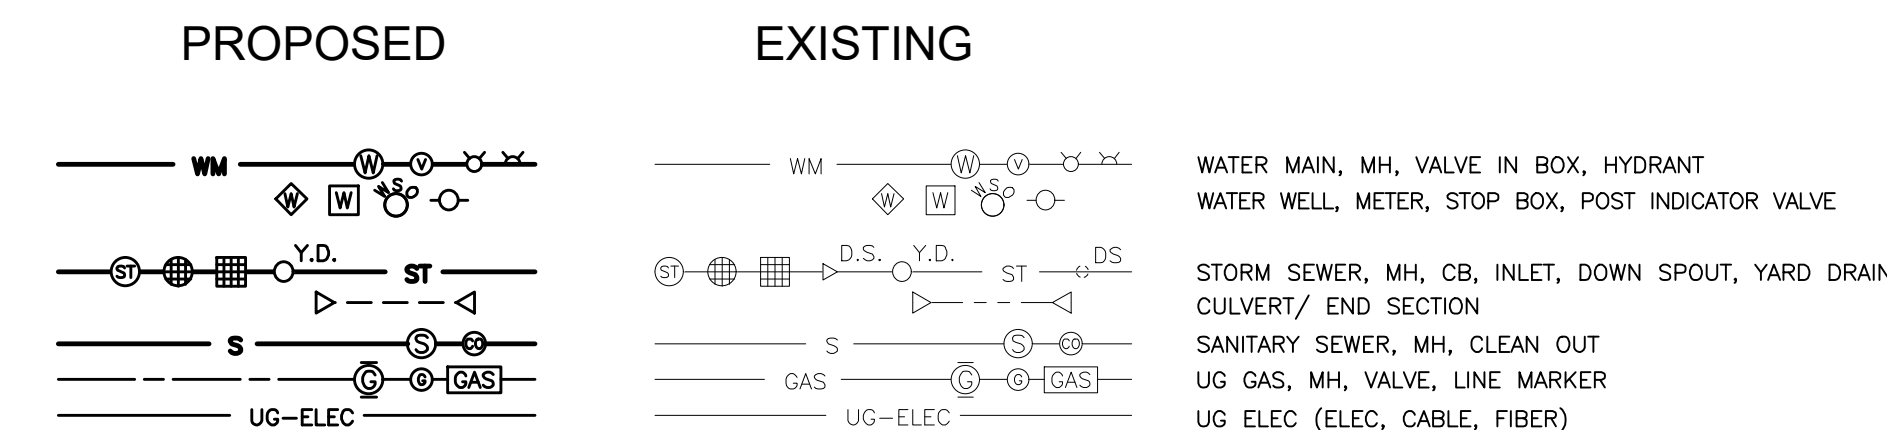 PROPOSED EXISTING
WM W V WM W V WATER MAIN, MH, VALVE IN BOX, HYDRANT
W W WSO W W WSO WATER WELL, METER, STOP BOX, POST INDICATOR VALVE
Y.D. D.S. Y.D. DS
ST ST ST ST STORM SEWER, MH, CB, INLET, DOWN SPOUT, YARD DRAIN
CULVERT/ END SECTION
S S CO S S CO SANITARY SEWER, MH, CLEAN OUT
G G GAS GAS G G GAS UG GAS, MH, VALVE, LINE MARKER
UG-ELEC UG-ELEC UG ELEC (ELEC, CABLE, FIBER)